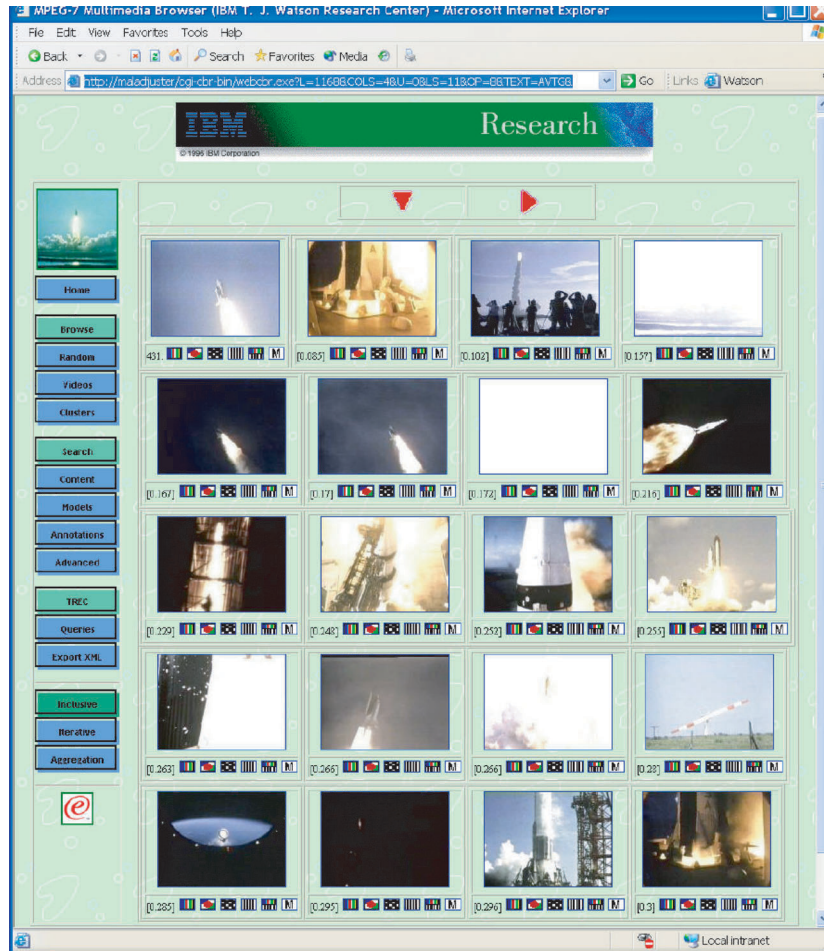 MPEG-7 Multimedia Browser (IBM T. J. Watson Research Center) - Microsoft Internet Explorer
File Edit View Favorites Tools Help
Back Search Favorites Media
Address http://maladjuster/cgi-cbr-bin/webcbr.exe?L=1168&COLS=4&U=0&LS=11&CP=8&TEXT=AVTG& Go Links Watson
IBM Research
© 1996 IBM Corporation
Home
Browse
Random
Videos
Clusters
Search
Content
Models
Annotations
Advanced
TREC
Queries
Export XML
Inclusive
Iterative
Aggregation
e
431. M [0.085] M [0.102] M [0.157] M
[0.167] M [0.17] M [0.172] M [0.216] M
[0.229] M [0.248] M [0.252] M [0.255] M
[0.263] M [0.266] M [0.266] M [0.28] M
[0.285] M [0.295] M [0.296] M [0.3] M
Local intranet